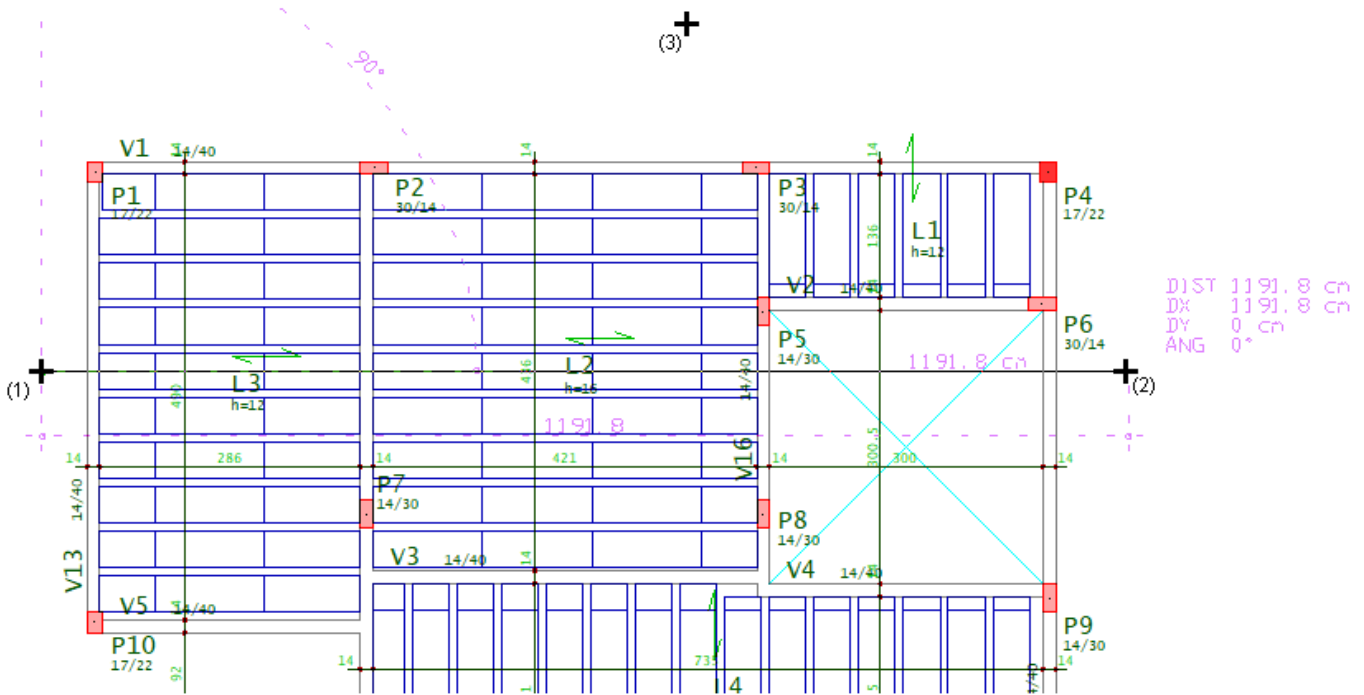 (3)
90°
V1
14/40
14
14
P1
17/22
P2
30/14
P3
30/14
P4
17/22
136
L1
h=12
V2
14/40
DIST 1191.8 cm
DX 1191.8 cm
DY 0 cm
ANG 0°
P5
14/30
P6
30/14
1191.8 cm
(1)
(2)
L3
h=12
490
L2
h=16
436
14/40
1191.8
300.5
14
286
14
421
V16
14
300
14
14/40
P7
14/30
P8
14/30
V13
V3
14/40
14
V4
14/40
V5
14/40
P10
17/22
P9
14/30
92
14
735
14
L4